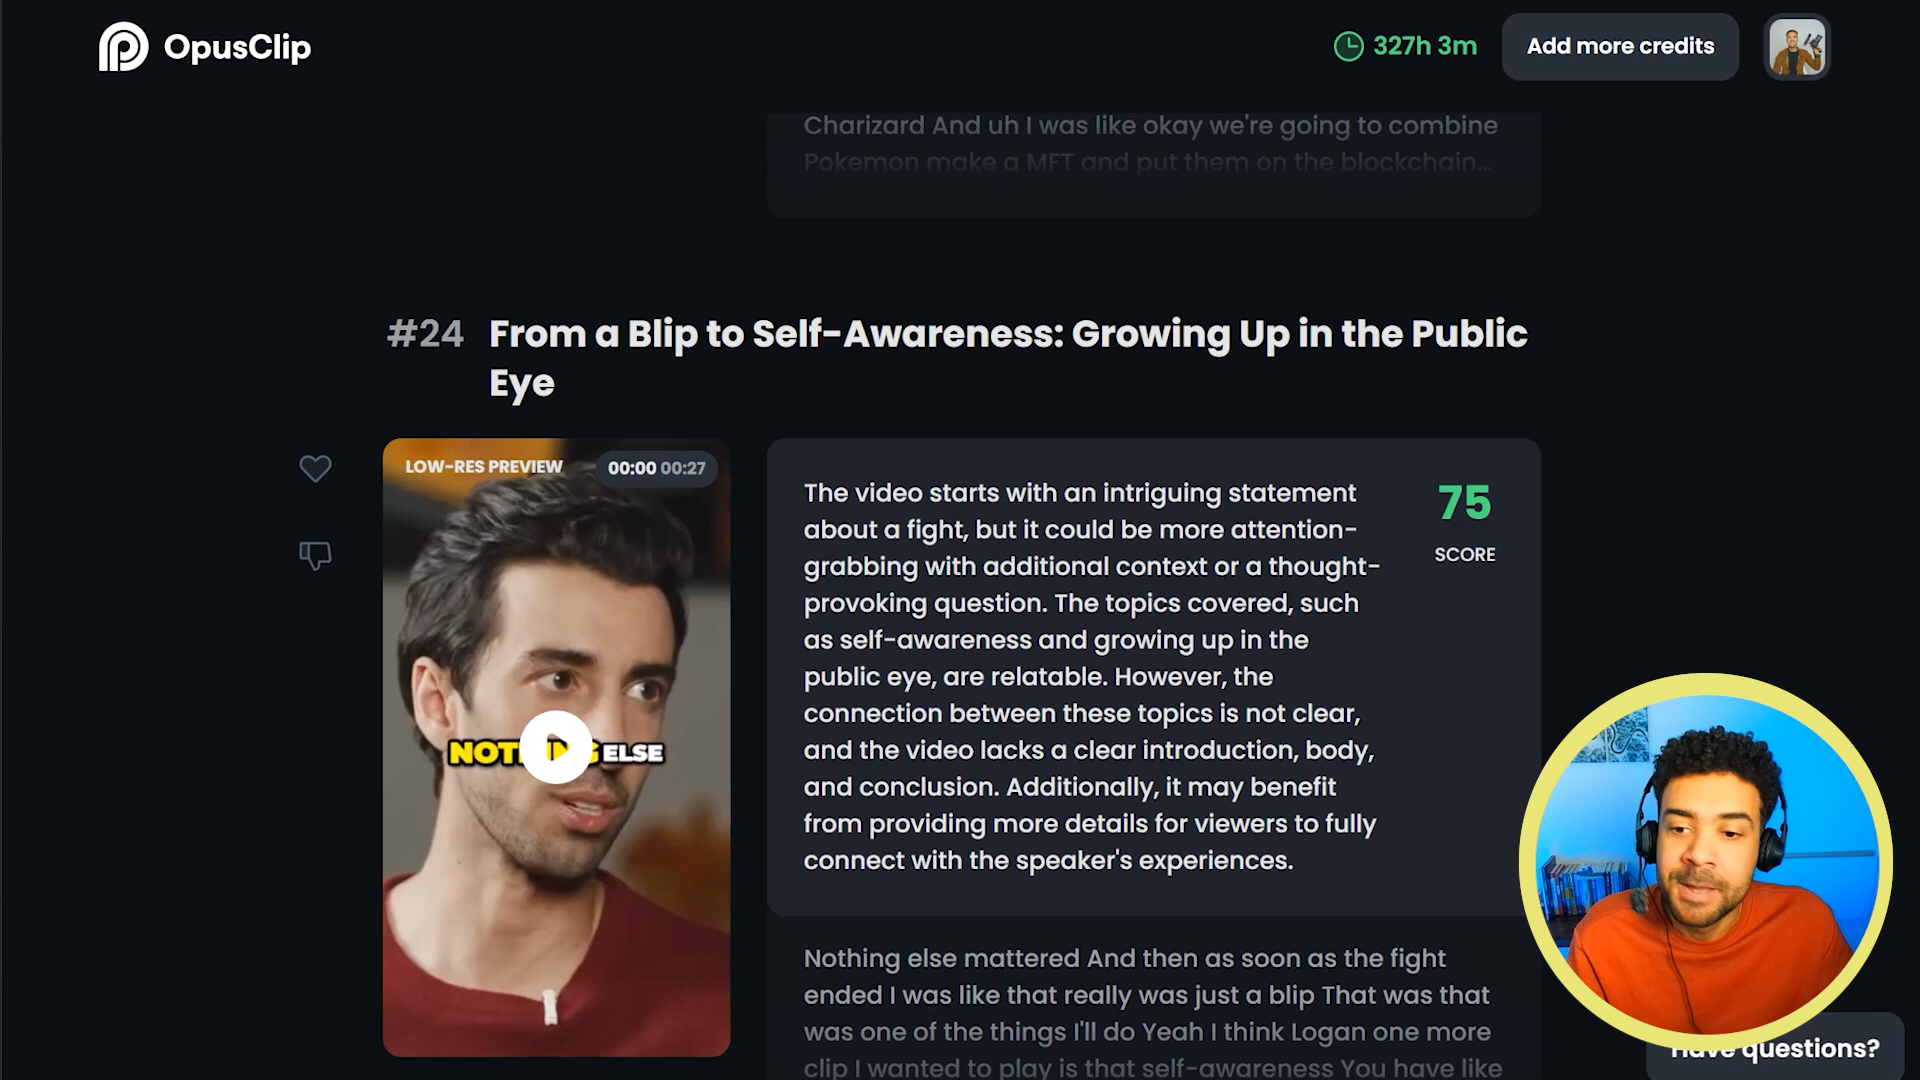 OpusClip
327h 3m
Add more credits
Charizard And uh I was like okay we're going to combine
Pokemon make a MFT and put them on the blockchain...
#24 From a Blip to Self-Awareness: Growing Up in the Public
Eye
LOW-RES PREVIEW
00:00 00:27
ELSE
The video starts with an intriguing statement
about a fight, but it could be more attention-
grabbing with additional context or a thought-
provoking question. The topics covered, such
as self-awareness and growing up in the
public eye, are relatable. However, the
connection between these topics is not clear,
and the video lacks a clear introduction, body,
and conclusion. Additionally, it may benefit
from providing more details for viewers to fully
connect with the speaker's experiences.
75
SCORE
Nothing else mattered And then as soon as the fight
ended I was like that really was just a blip That was that
was one of the things I'll do Yeah I think Logan one more
clip I wanted to play is that self-awareness You have like
questions?